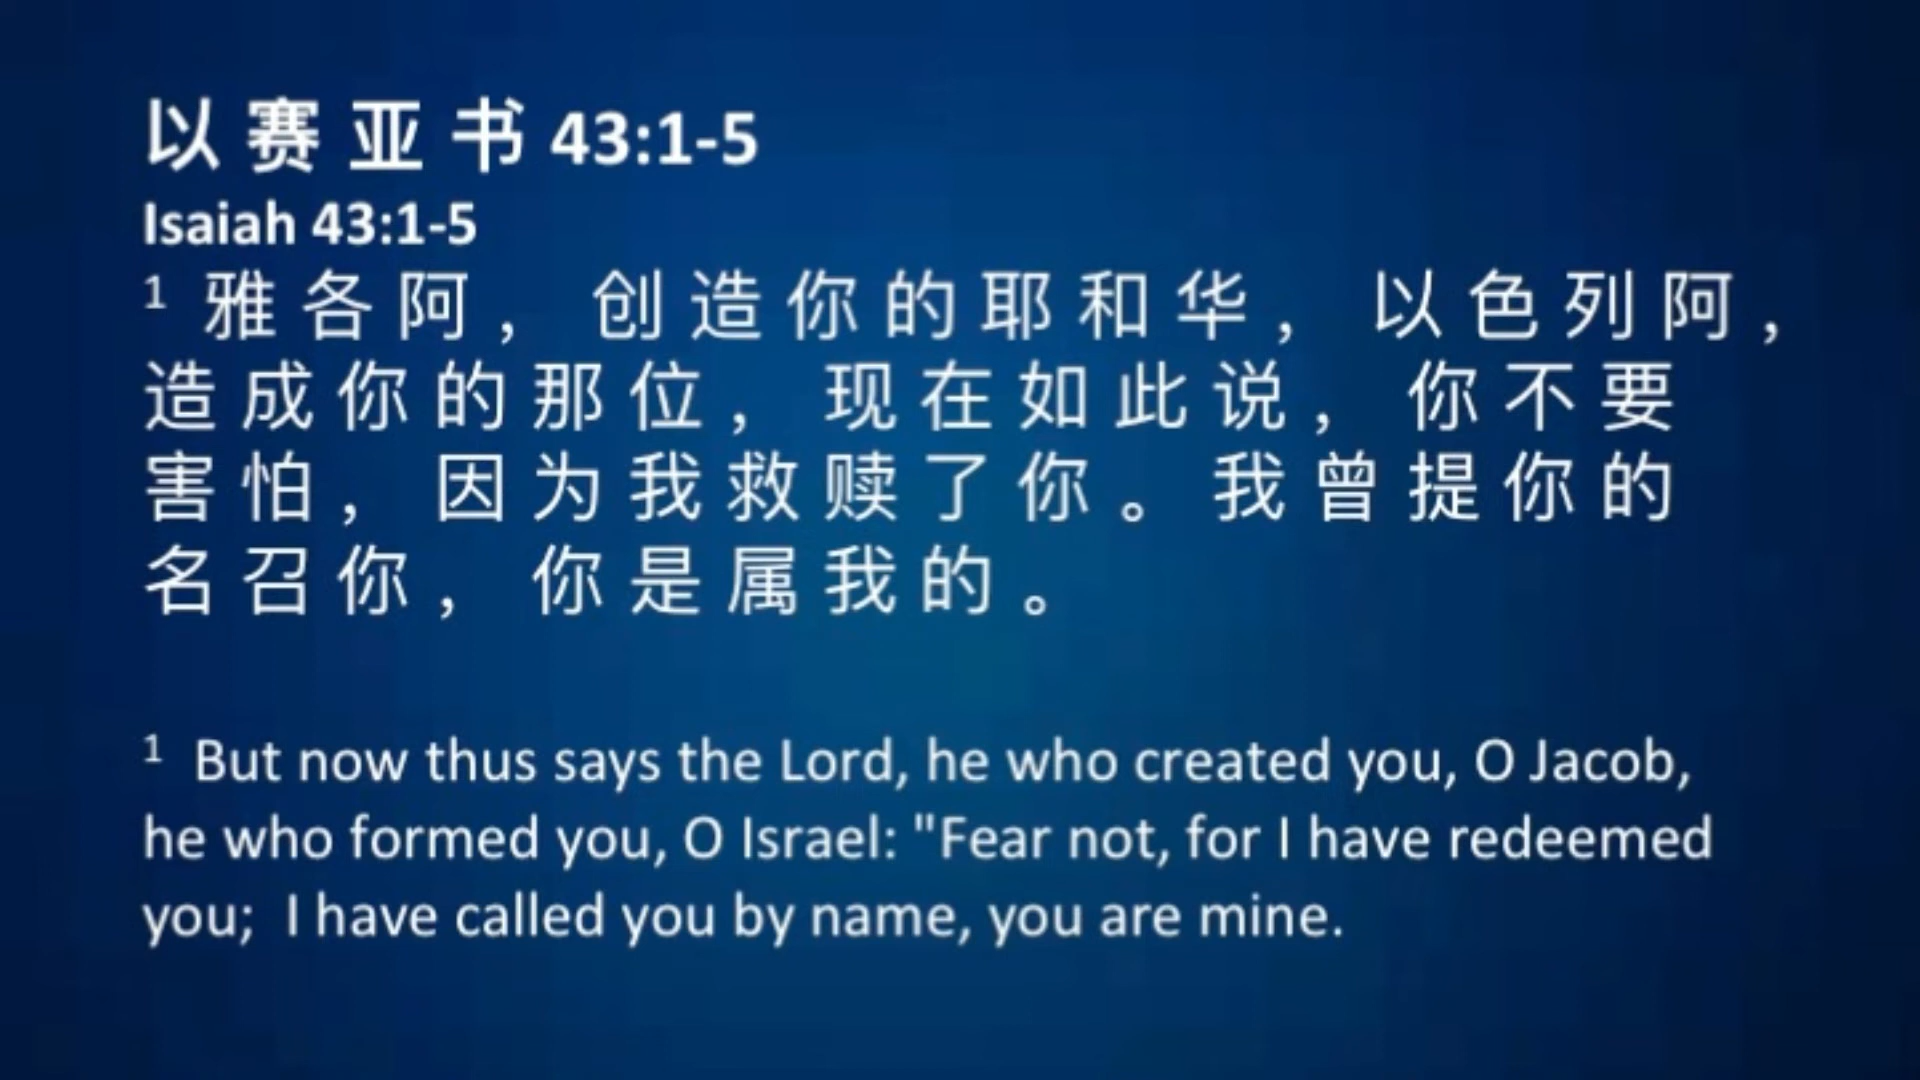 以赛亚书 43:1-5
Isaiah 43:1-5
1 雅各阿，创造你的耶和华，以色列阿，
造成你的那位，现在如此说，你不要
害怕，因为我救赎了你。我曾提你的
名召你，你是属我的。
1 But now thus says the Lord, he who created you, O Jacob,
he who formed you, O Israel: "Fear not, for I have redeemed
you; I have called you by name, you are mine.